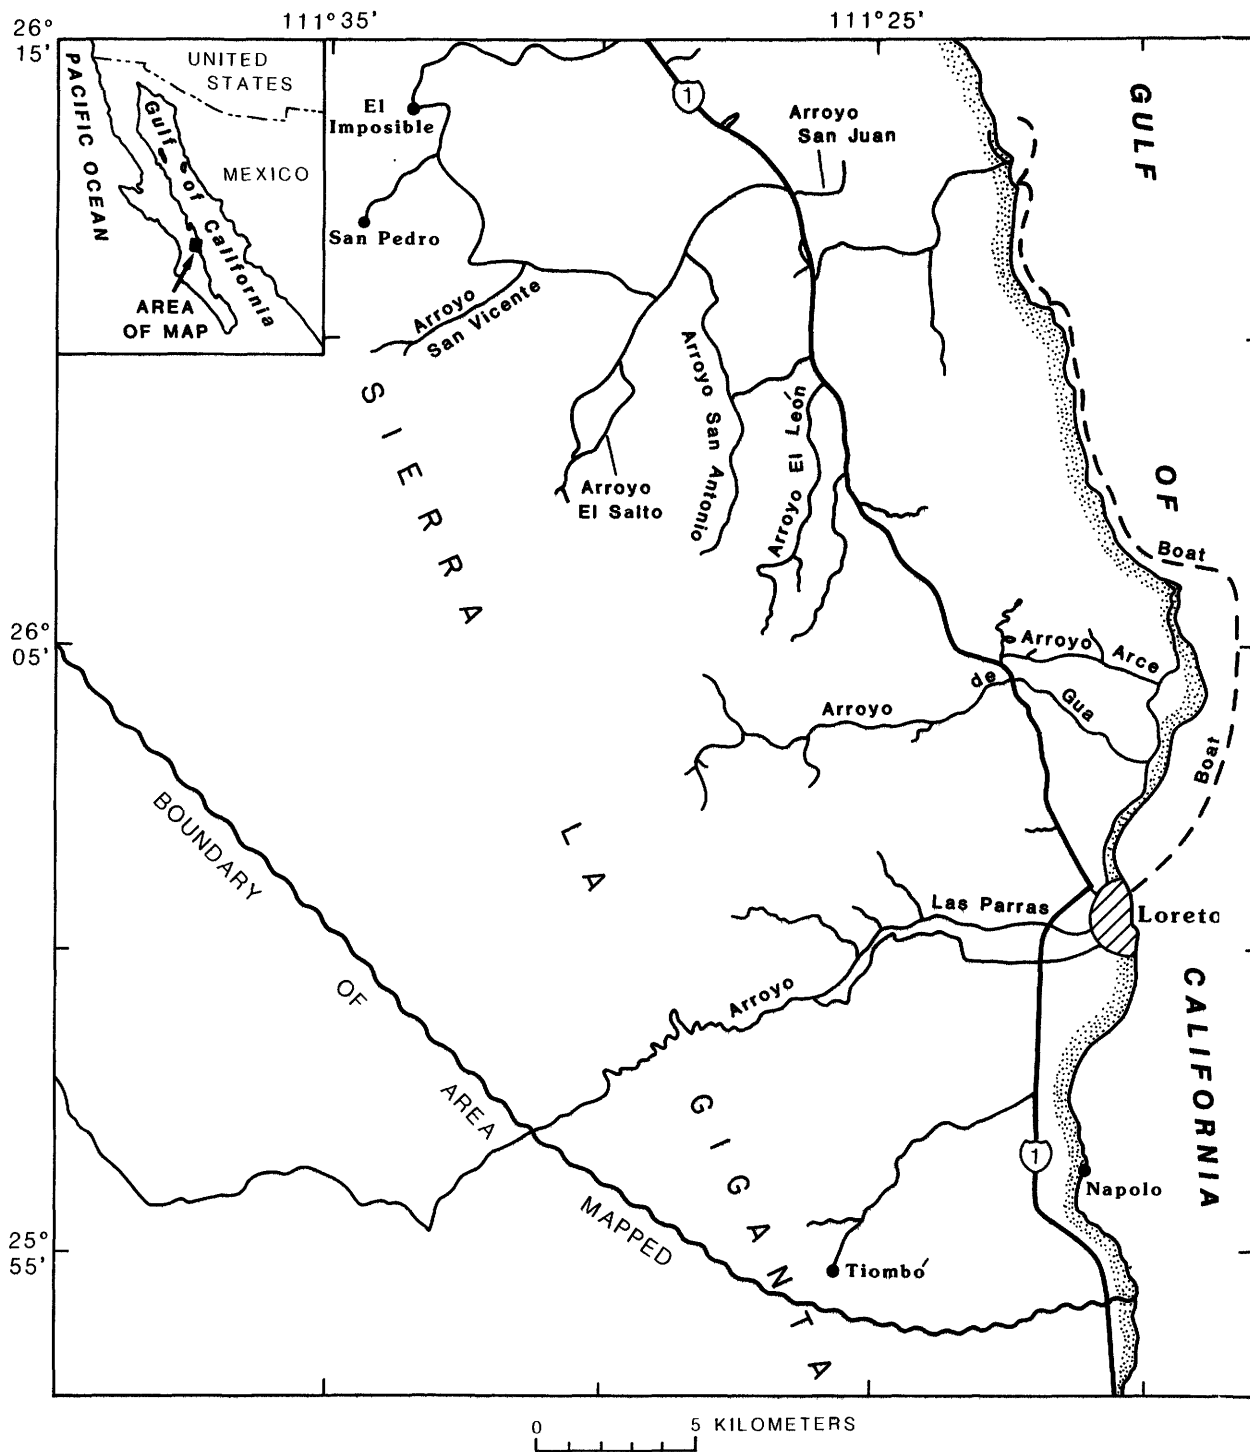 111°35'
111°25'
26°
15'
UNITED
STATES
PACIFIC OCEAN
Gulf of California
MEXICO
AREA
OF MAP
El
Imposible
San Pedro
1
Arroyo
San Juan
GULF
OF
CALIFORNIA
Arroyo
San Vicente
Arroyo San Antonio
Arroyo El León
Arroyo
El Salto
SIERRA
LA
GIGANTA
Boat
26°
05'
Arroyo Arce
Arroyo de Gua
Boat
BOUNDARY
OF
AREA
MAPPED
Las Parras
Arroyo
Loreto
1
Napolo
25°
55'
Tiombó
0 5 KILOMETERS